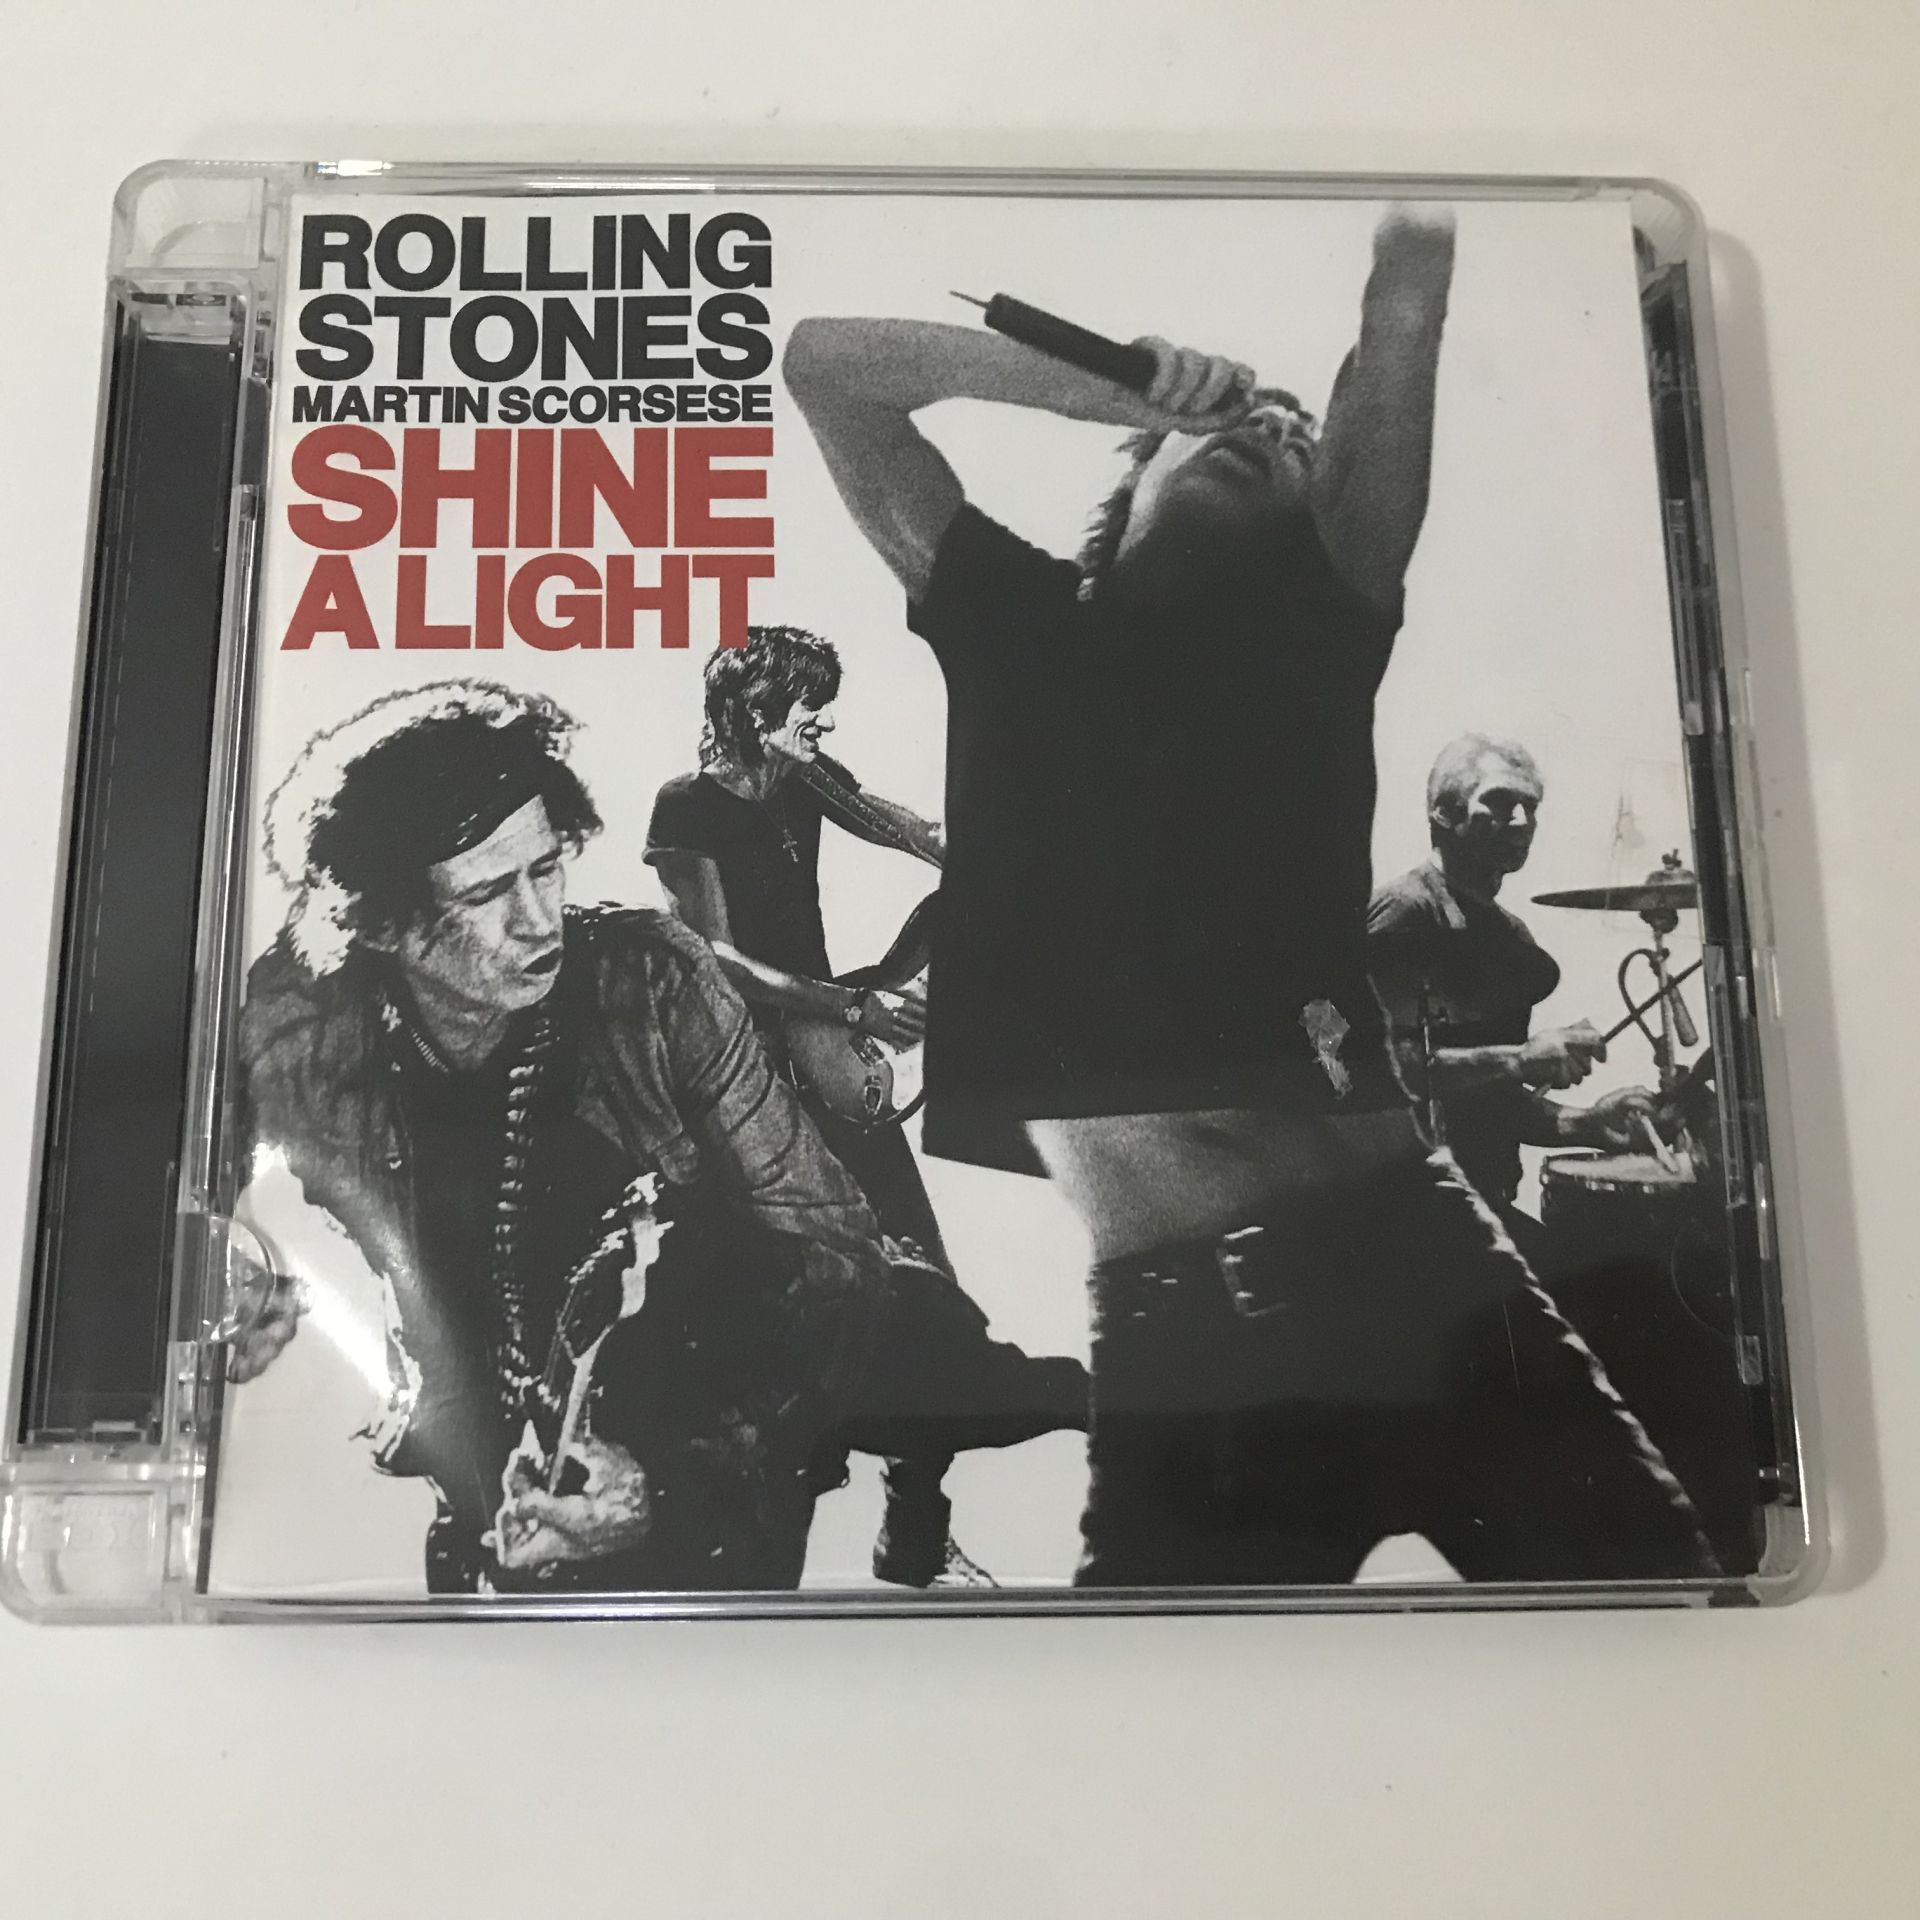 ROLLING
STONES
MARTIN SCORSESE
SHINE
A LIGHT